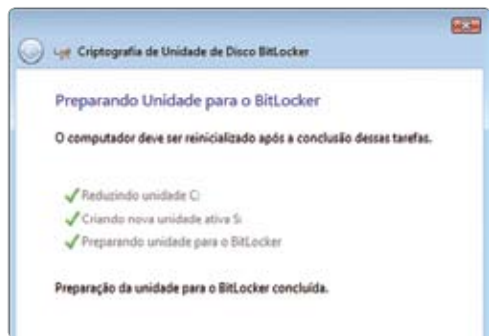 Criptografia de Unidade de Disco BitLocker
Preparando Unidade para o BitLocker
O computador deve ser reinicializado após a conclusão dessas tarefas.
Reduzindo unidade C:
Criando nova unidade ativa S:
Preparando unidade para o BitLocker
Preparação da unidade para o BitLocker concluída.